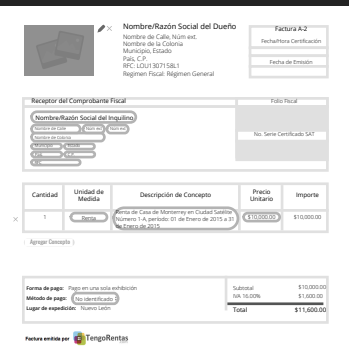 Nombre/Razón Social del Dueño
Nombre de Calle, Núm ext.
Nombre de la Colonia
Municipio, Estado
País, C.P.
RFC: LOU1307158L1
Regimen Fiscal: Régimen General
Factura A-2
Fecha/Hora Certificación
Fecha de Emisión
Receptor del Comprobante Fiscal
Folio Fiscal
Nombre/Razón Social del Inquilino
Nombre de Calle Núm ext Núm ext
Nombre de Colonia
Municipio Estado
País C.P.
RFC
No. Serie Certificado SAT
Cantidad Unidad de Medida Descripción de Concepto Precio Unitario Importe
1 Renta Renta de Casa de Monterrey en Ciudad Satélite $10,000.00 $10,000.00
Número 1-A, periodo: 01 de Enero de 2015 a 31
de Enero de 2015
Agregar Concepto
Forma de pago: Pago en una sola exhibición
Método de pago: No identificado
Lugar de expedición: Nuevo León
Subtotal $10,000.00
IVA 16.00% $1,600.00
Total $11,600.00
Factura emitida por TengoRentas